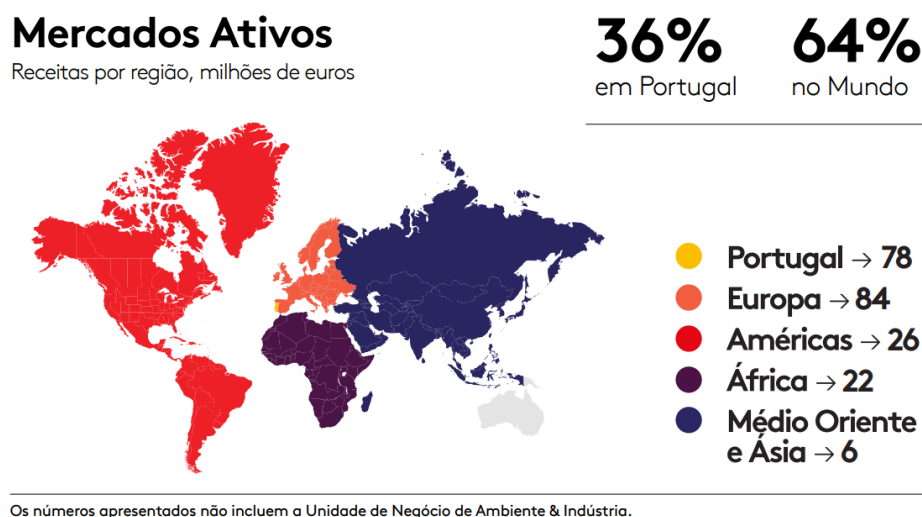 Mercados Ativos
Receitas por região, milhões de euros
36%
em Portugal
64%
no Mundo
Portugal → 78
Europa → 84
Américas → 26
África → 22
Médio Oriente
e Ásia → 6
Os números apresentados não incluem a Unidade de Negócio de Ambiente & Indústria.